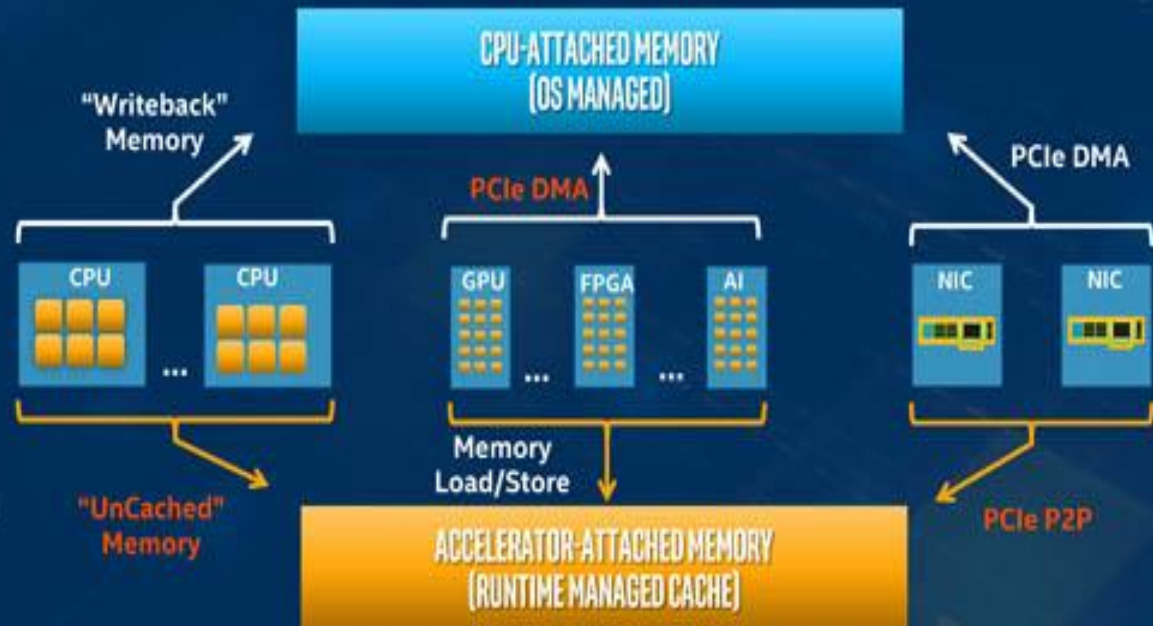 CPU-ATTACHED MEMORY
(OS MANAGED)
“Writeback”
Memory
PCIe DMA
PCIe DMA
CPU
CPU
GPU
FPGA
AI
NIC
NIC
...
...
...
Memory
Load/Store
“UnCached”
Memory
PCIe P2P
ACCELERATOR-ATTACHED MEMORY
(RUNTIME MANAGED CACHE)